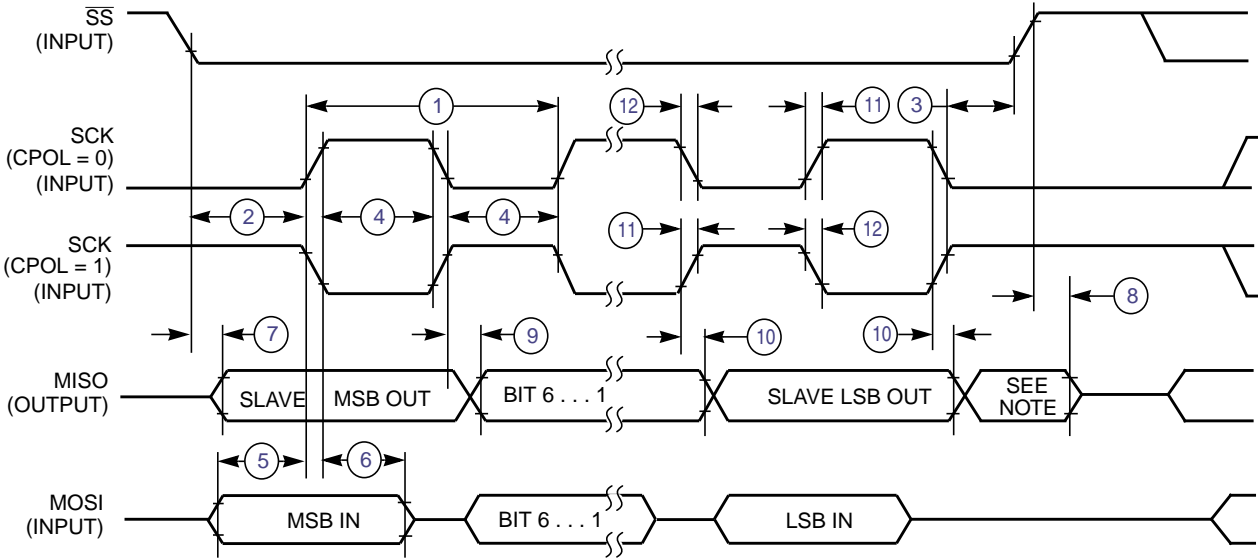 SS
(INPUT)
1
12
11
3
SCK
(CPOL = 0)
(INPUT)
2
4
4
SCK
(CPOL = 1)
(INPUT)
11
12
8
7
9
10
10
MISO
(OUTPUT)
SLAVE MSB OUT
BIT 6 . . . 1
SLAVE LSB OUT
SEE
NOTE
5
6
MOSI
(INPUT)
MSB IN
BIT 6 . . . 1
LSB IN